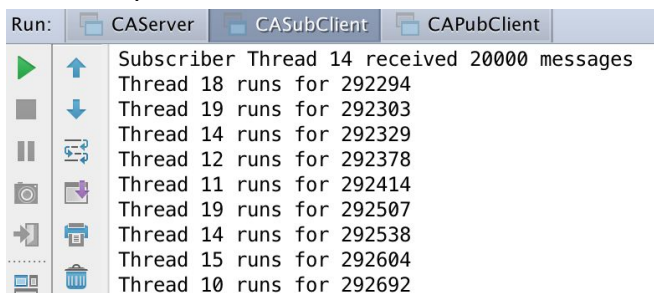 Run: CAServer CASubClient CAPubClient
Subscriber Thread 14 received 20000 messages
Thread 18 runs for 292294
Thread 19 runs for 292303
Thread 14 runs for 292329
Thread 12 runs for 292378
Thread 11 runs for 292414
Thread 19 runs for 292507
Thread 14 runs for 292538
Thread 15 runs for 292604
Thread 10 runs for 292692